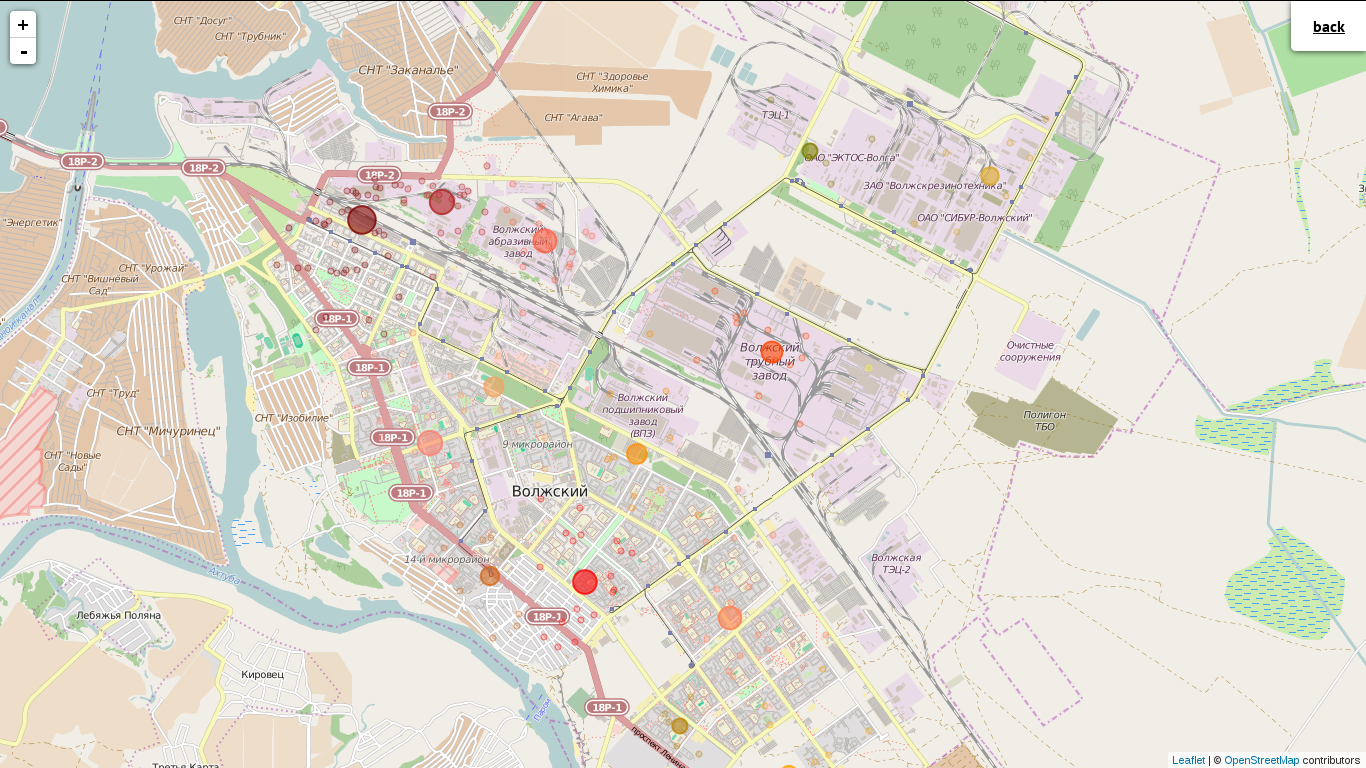 +
-
back
СНТ "Досуг"
СНТ "Трубник"
СНТ "Заканалье"
СНТ "Здоровье
Химика"
СНТ "Агава"
ТЭЦ-1
18Р-2
18Р-2
18Р-2
18Р-2
ОАО "ЭКТОС-Волга"
ЗАО "Волжскрезинотехника"
ОАО "СИБУР-Волжский"
"Энергетик"
Волжский
абразивный
завод
СНТ "Урожай"
СНТ "Вишнёвый
Сад"
18Р-1
18Р-1
Волжский
трубный
завод
Очистные
сооружения
СНТ "Труд"
СНТ "Изобилие"
СНТ "Мичуринец"
Волжский
подшипниковый
завод
(ВПЗ)
Полигон
ТБО
18Р-1
9 микрорайон
СНТ "Новые
Сады"
Волжский
18Р-1
14-й микрорайон
Волжская
ТЭЦ-2
Ахтуба
Лебяжья Поляна
18Р-1
Кировец
18Р-1
проспект Ленина
Третья Карта
Leaflet | © OpenStreetMap contributors